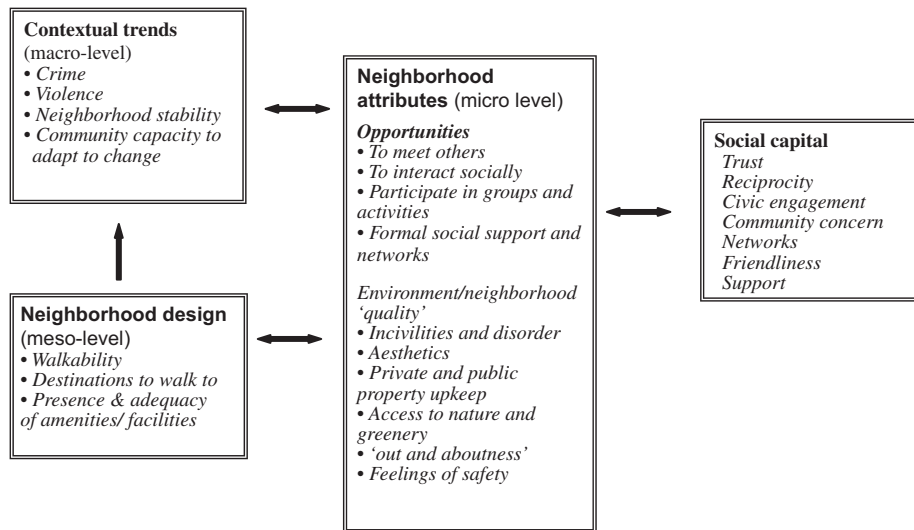 Contextual trends
(macro-level)
• Crime
• Violence
• Neighborhood stability
• Community capacity to
adapt to change
Neighborhood design
(meso-level)
• Walkability
• Destinations to walk to
• Presence & adequacy
of amenities/ facilities
Neighborhood
attributes (micro level)
Opportunities
• To meet others
• To interact socially
• Participate in groups and
activities
• Formal social support and
networks
Environment/neighborhood
‘quality’
• Incivilities and disorder
• Aesthetics
• Private and public
property upkeep
• Access to nature and
greenery
• ‘out and aboutness’
• Feelings of safety
Social capital
Trust
Reciprocity
Civic engagement
Community concern
Networks
Friendliness
Support